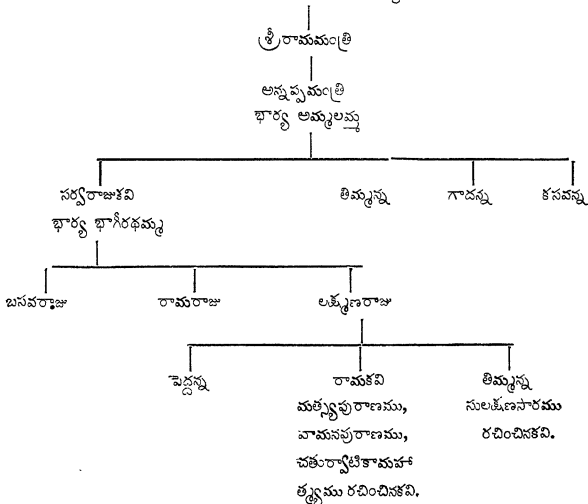 శ్రీరామమంత్రి
అన్నప్పమంత్రి
భార్య అమ్మలమ్మ
సర్వరాజుకవి తిమ్మన్న గాదన్న కసవన్న
భార్య భాగీరథమ్మ
బసవరాజు రామరాజు లక్ష్మణరాజు
పెద్దన్న రామకవి తిమ్మన్న
మత్స్యపురాణము, సులక్షణసారము
వామనపురాణము, రచించినకవి.
చతుర్వాటికామహా
త్మ్యము రచించినకవి.